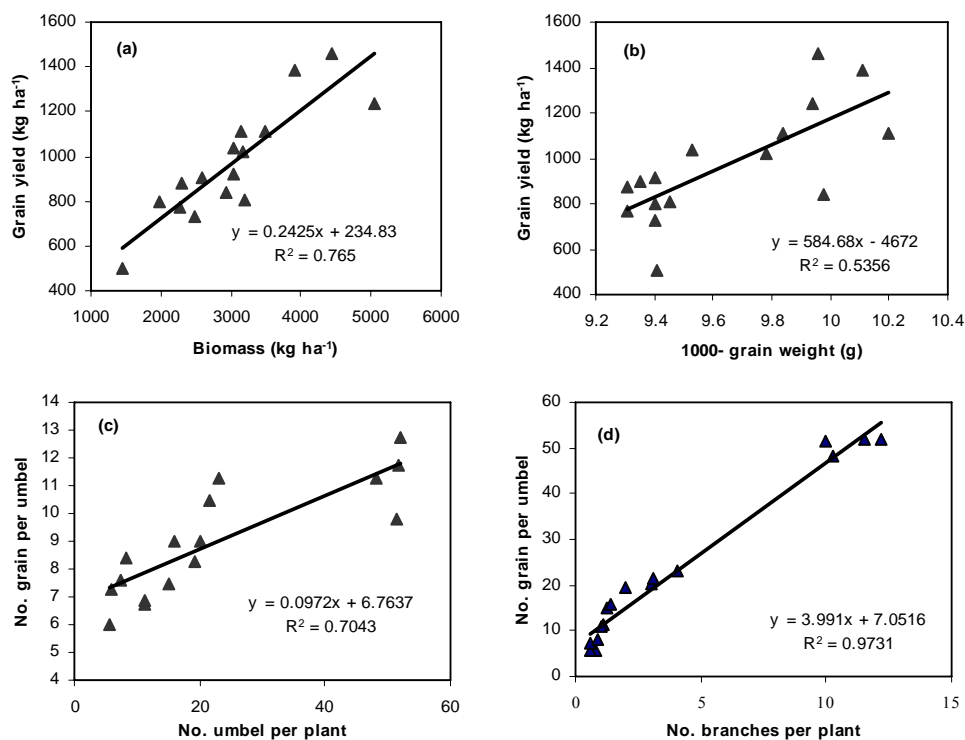 (a)
Grain yield (kg ha⁻¹)
1600
1400
1200
1000
800
600
400
y = 0.2425x + 234.83
R² = 0.765
1000 2000 3000 4000 5000 6000
Biomass (kg ha⁻¹)
(b)
Grain yield (kg ha⁻¹)
1600
1400
1200
1000
800
600
400
y = 584.68x - 4672
R² = 0.5356
9.2 9.4 9.6 9.8 10 10.2 10.4
1000- grain weight (g)
(c)
No. grain per umbel
14
13
12
11
10
9
8
7
6
5
4
y = 0.0972x + 6.7637
R² = 0.7043
0 20 40 60
No. umbel per plant
(d)
No. grain per umbel
60
50
40
30
20
10
0
y = 3.991x + 7.0516
R² = 0.9731
0 5 10 15
No. branches per plant